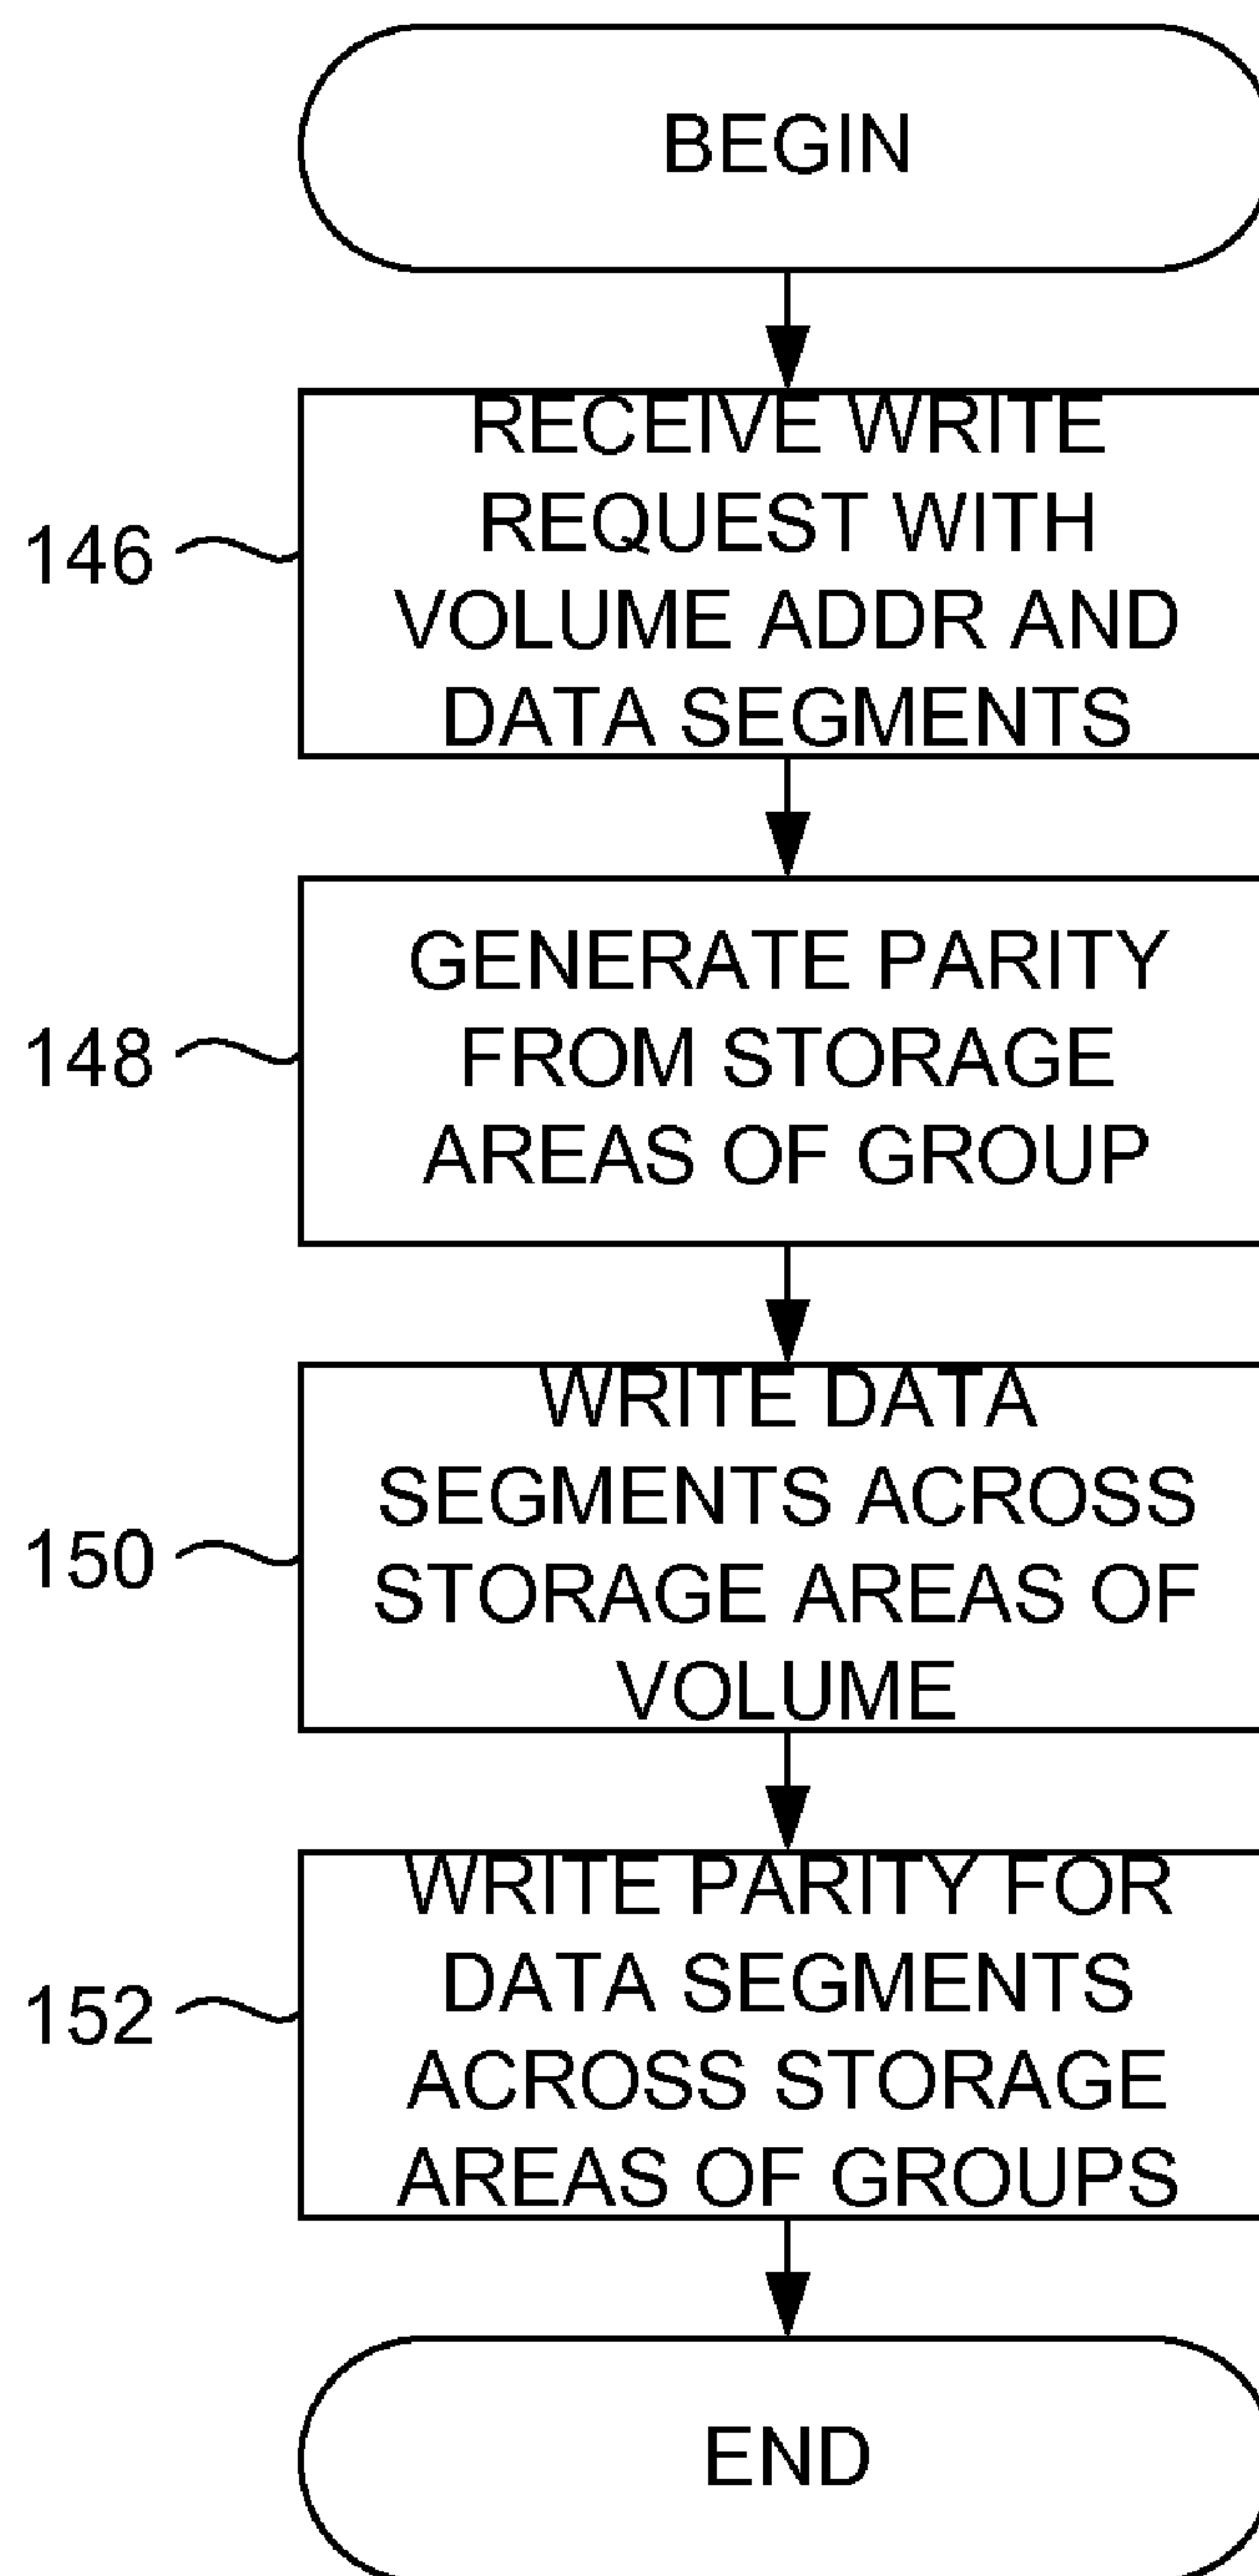 BEGIN
RECEIVE WRITE
REQUEST WITH
VOLUME ADDR AND
DATA SEGMENTS
146
GENERATE PARITY
FROM STORAGE
AREAS OF GROUP
148
WRITE DATA
SEGMENTS ACROSS
STORAGE AREAS OF
VOLUME
150
WRITE PARITY FOR
DATA SEGMENTS
ACROSS STORAGE
AREAS OF GROUPS
152
END